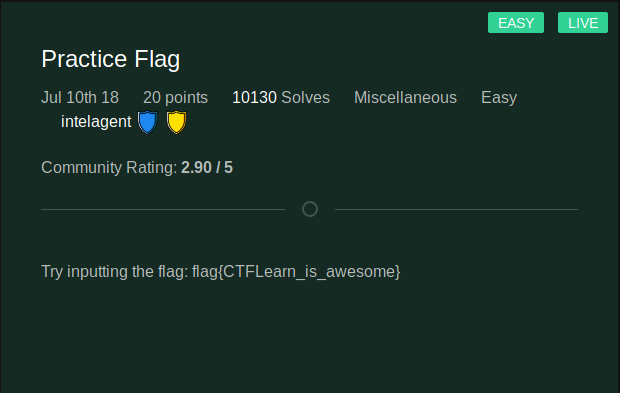 EASY LIVE
Practice Flag
Jul 10th 18 20 points 10130 Solves Miscellaneous Easy
intelagent
Community Rating: 2.90 / 5
Try inputting the flag: flag{CTFLearn_is_awesome}